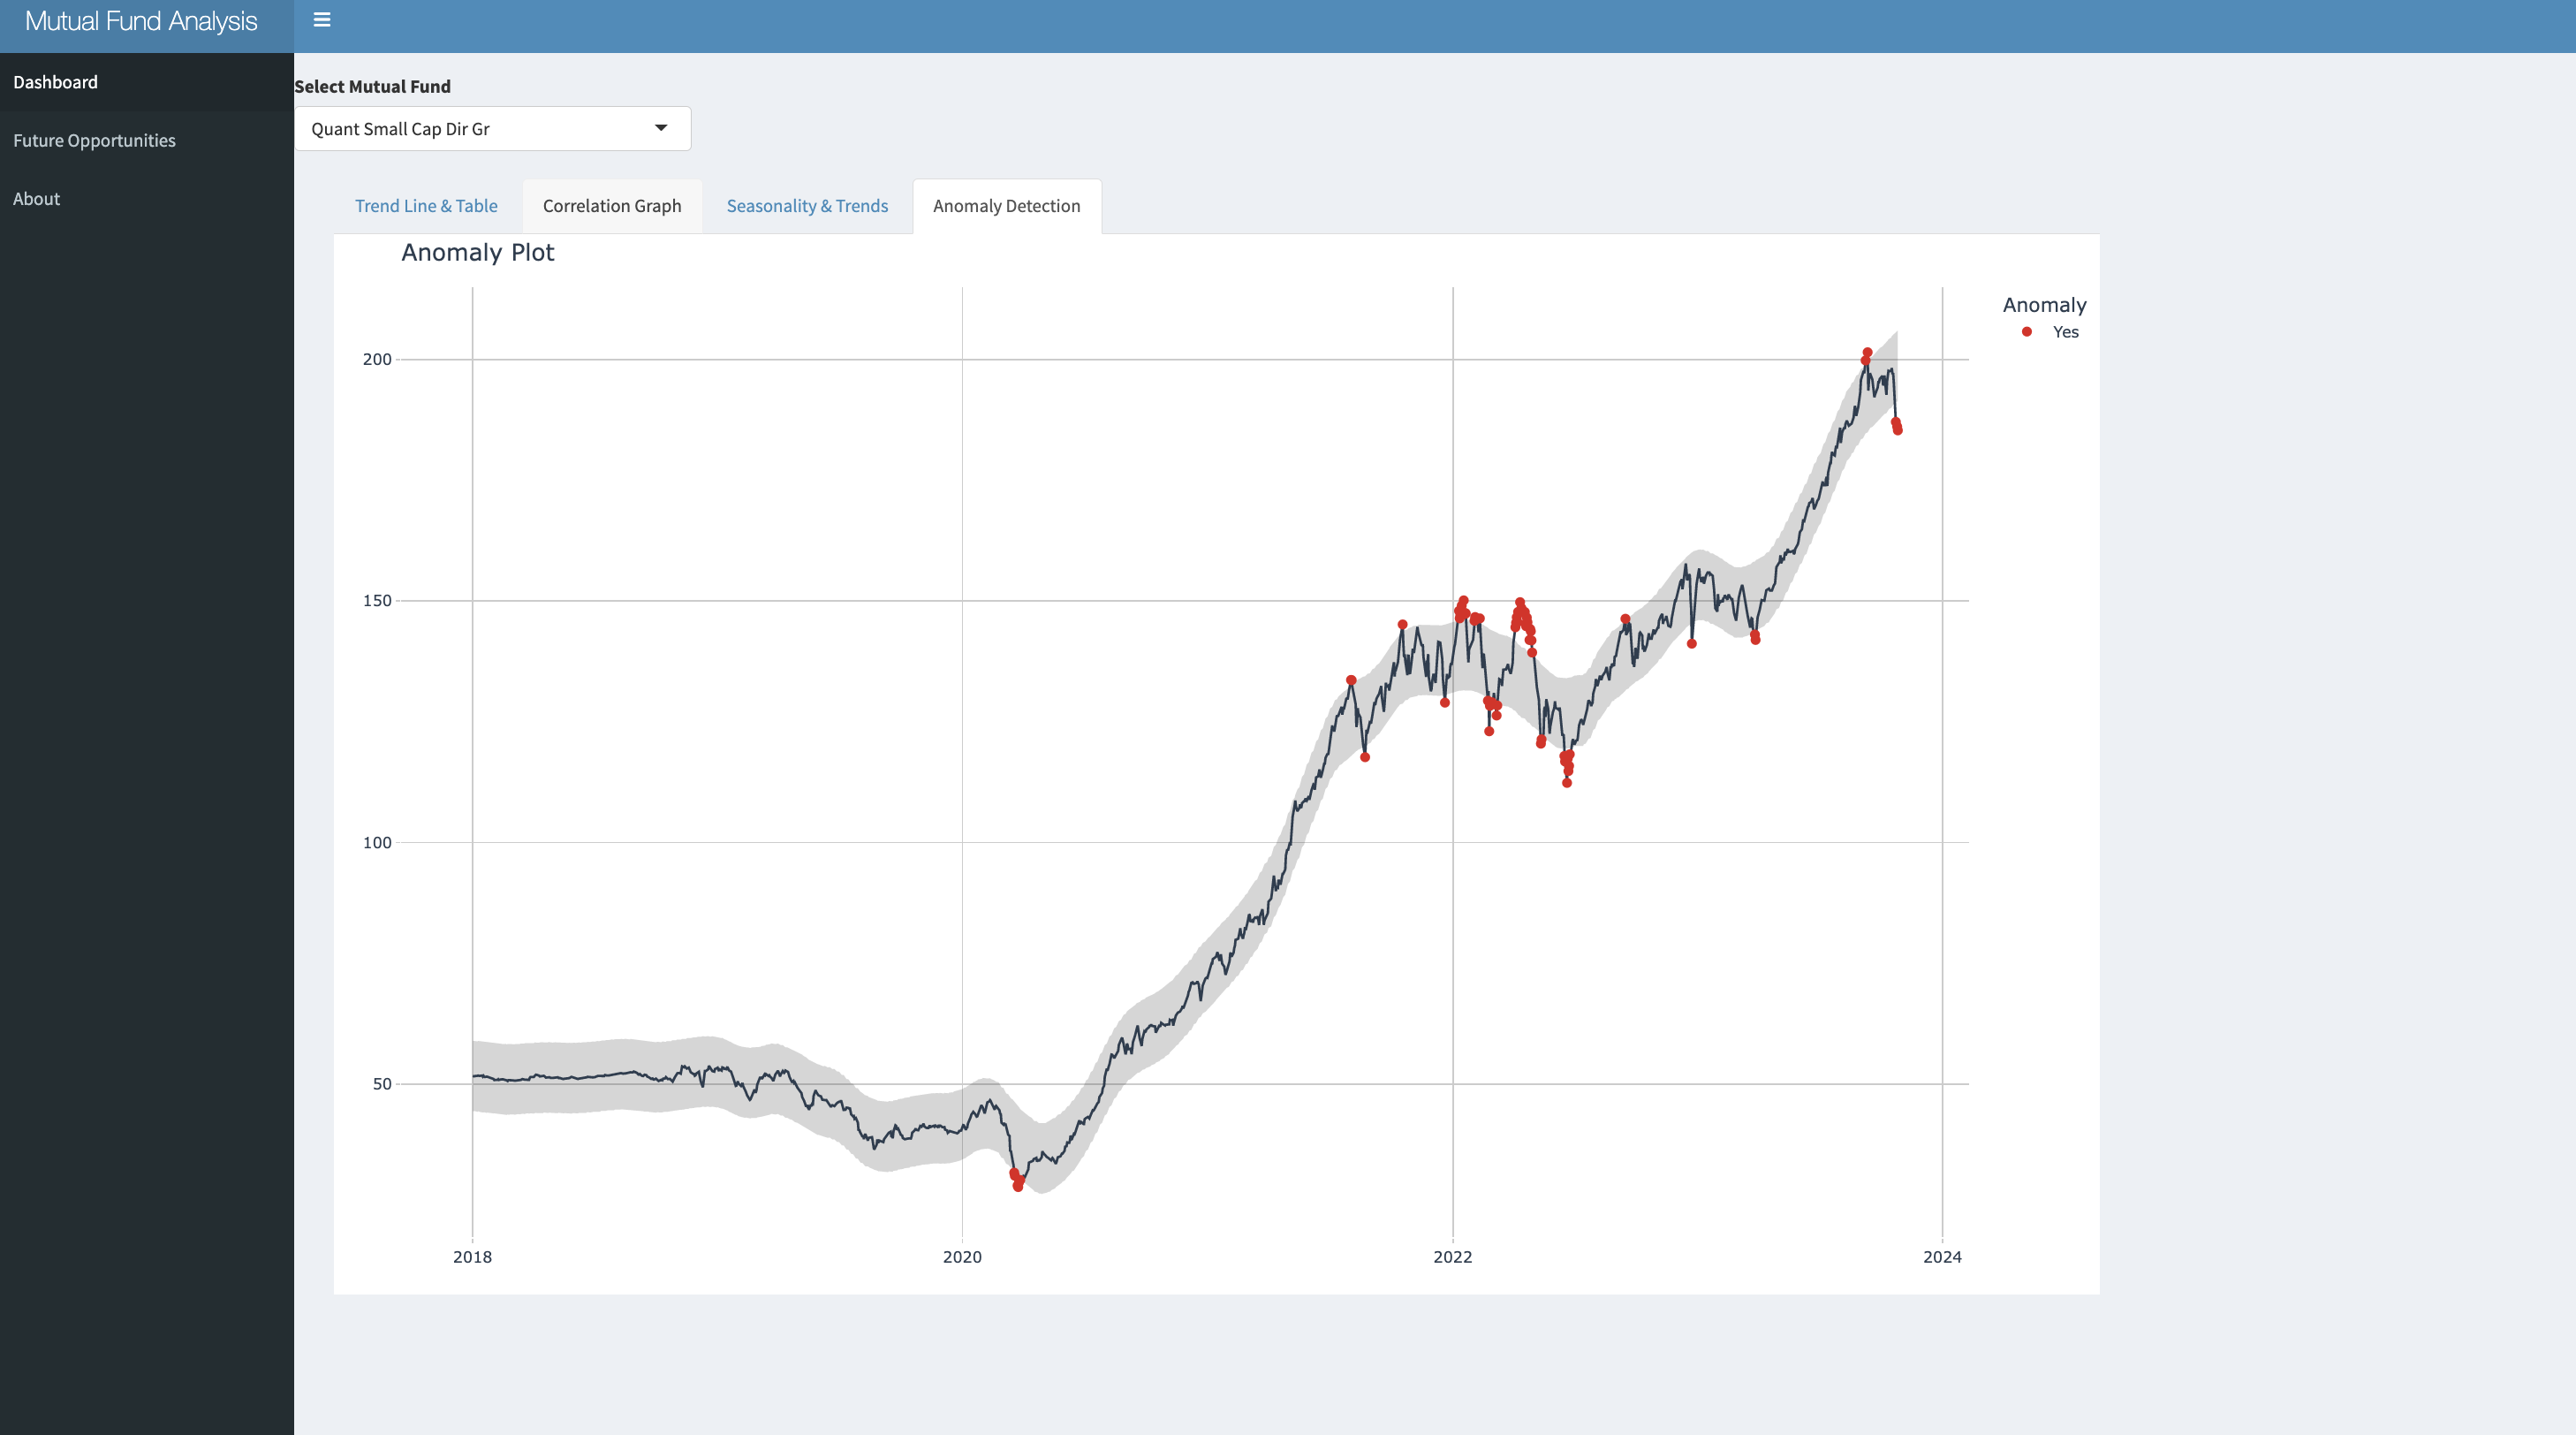 Mutual Fund Analysis
Dashboard
Future Opportunities
About
Select Mutual Fund
Quant Small Cap Dir Gr
Trend Line & Table
Correlation Graph
Seasonality & Trends
Anomaly Detection
Anomaly Plot
Anomaly
Yes
200
150
100
50
2018
2020
2022
2024